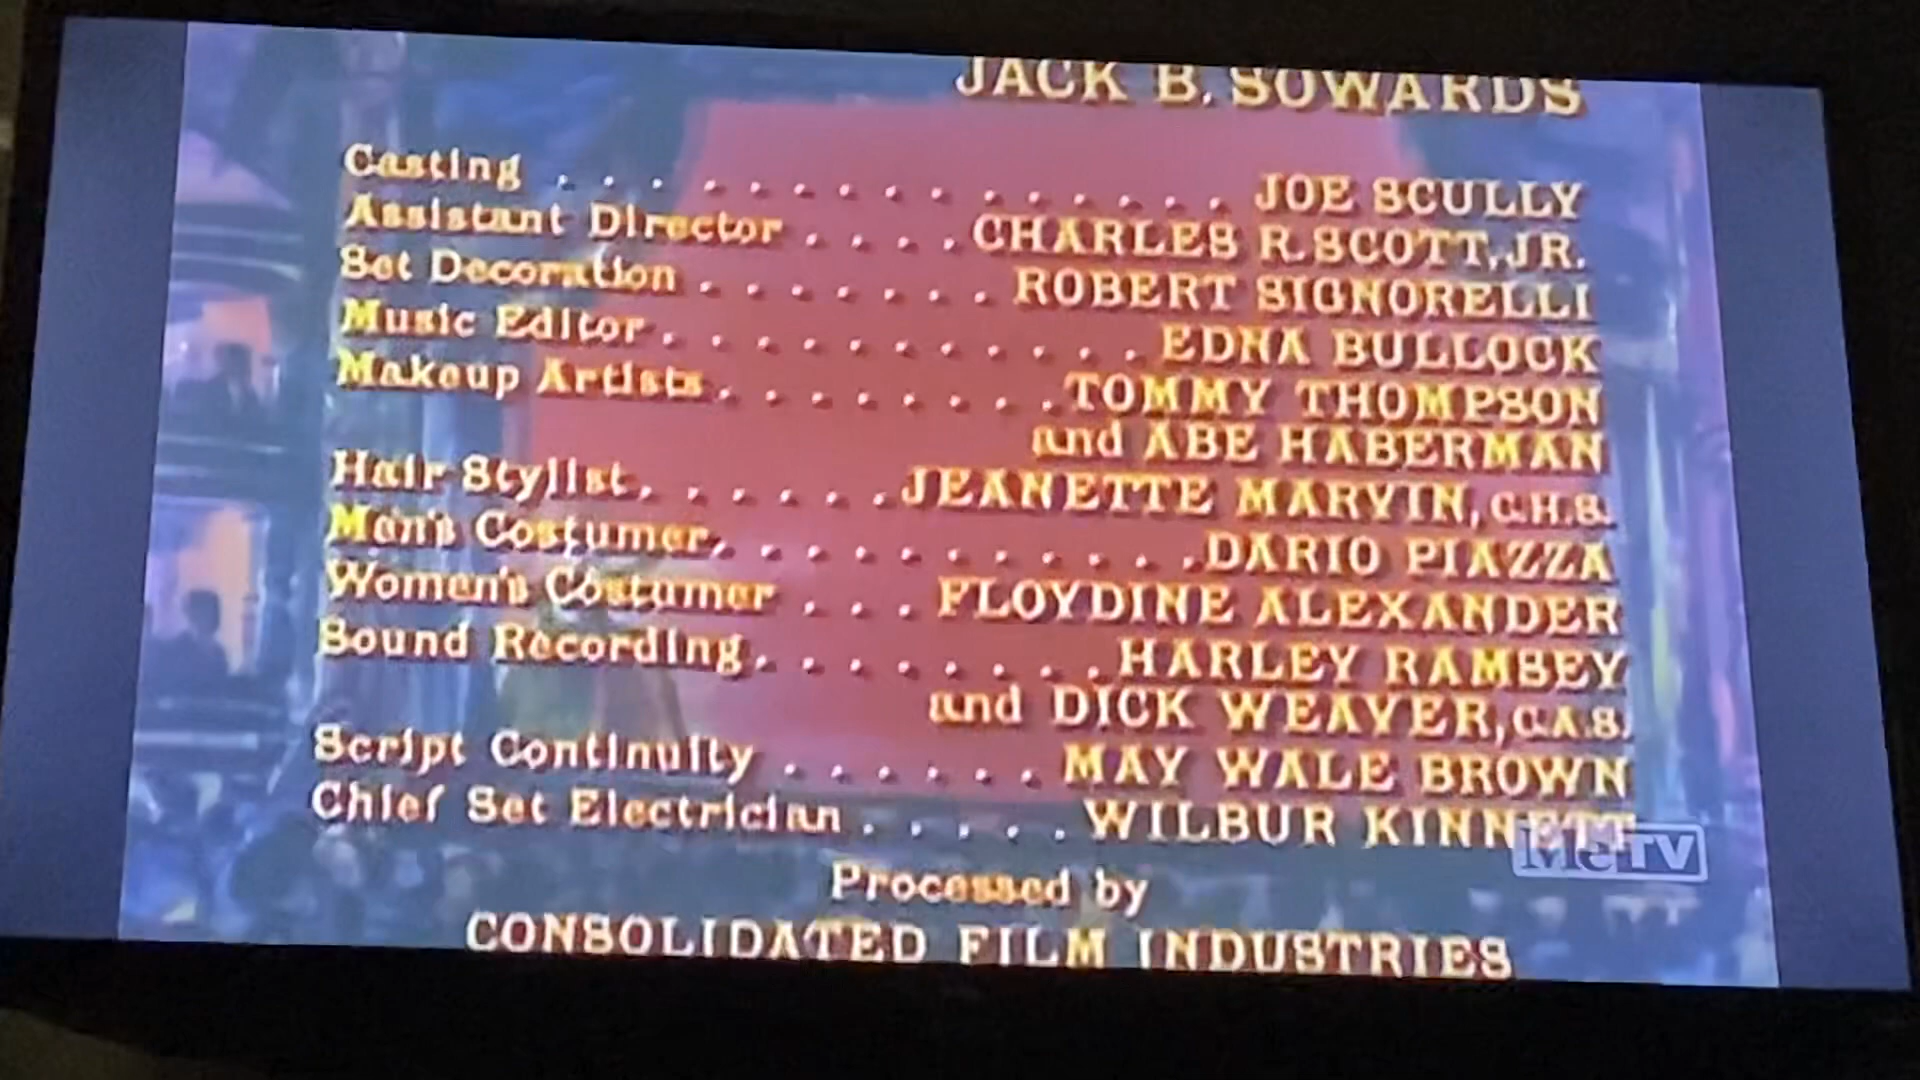 JACK B. SOWARDS
Casting . . . . . . . . . . . . . . . JOE SCULLY
Assistant Director . . . . CHARLES R. SCOTT, JR.
Set Decoration . . . . . . . ROBERT SIGNORELLI
Music Editor . . . . . . . . . . . EDNA BULLOCK
Makeup Artists . . . . . . . . TOMMY THOMPSON
and ABE HABERMAN
Hair Stylist . . . . . . JEANETTE MARVIN, C.H.S.
Men's Costumer . . . . . . . . . . . DARIO PIAZZA
Women's Costumer . . . FLOYDINE ALEXANDER
Sound Recording . . . . . . . . HARLEY RAMSEY
and DICK WEAVER, C.A.S.
Script Continuity . . . . . . MAY WALE BROWN
Chief Set Electrician . . . . . WILBUR KINNETT
MeTV
Processed by
CONSOLIDATED FILM INDUSTRIES